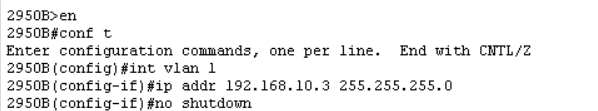 2950B>en
2950B#conf t
Enter configuration commands, one per line.  End with CNTL/Z
2950B(config)#int vlan 1
2950B(config-if)#ip addr 192.168.10.3 255.255.255.0
2950B(config-if)#no shutdown